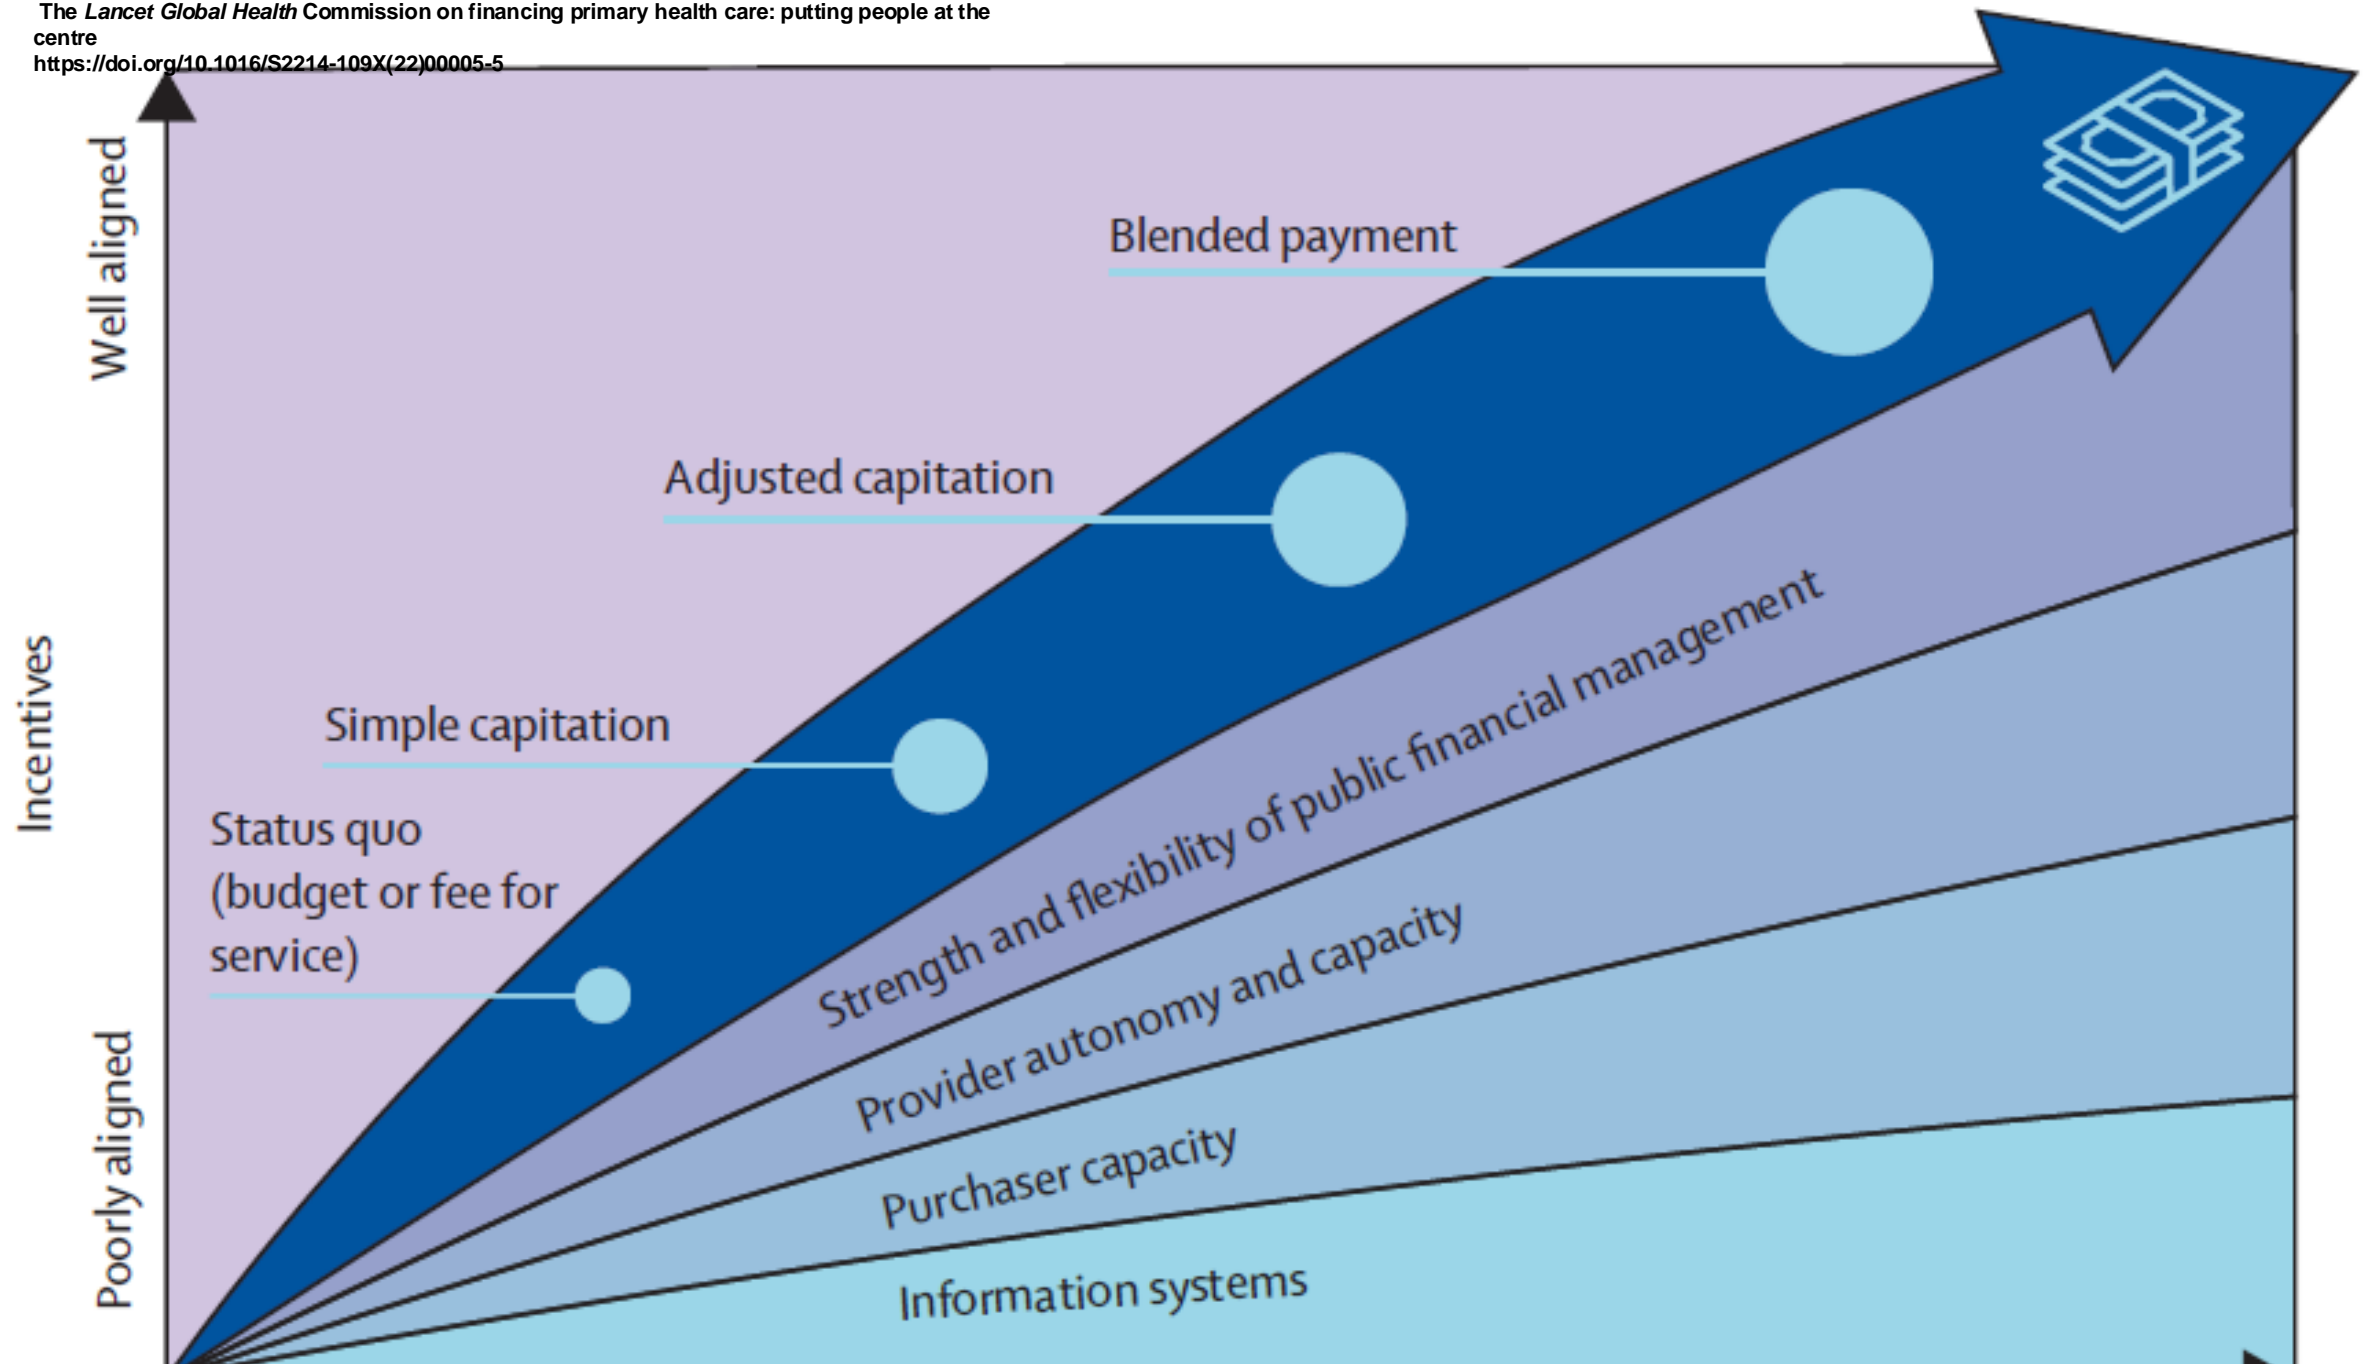 The Lancet Global Health Commission on financing primary health care: putting people at the
centre
https://doi.org/10.1016/S2214-109X(22)00005-5
Well aligned
Incentives
Poorly aligned
Blended payment
Adjusted capitation
Simple capitation
Status quo
(budget or fee for
service)
Strength and flexibility of public financial management
Provider autonomy and capacity
Purchaser capacity
Information systems